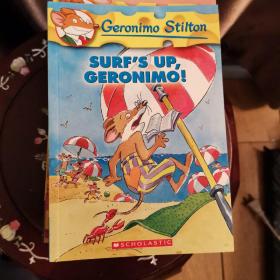 Geronimo Stilton
SURF'S UP,
GERONIMO!
SCHOLASTIC